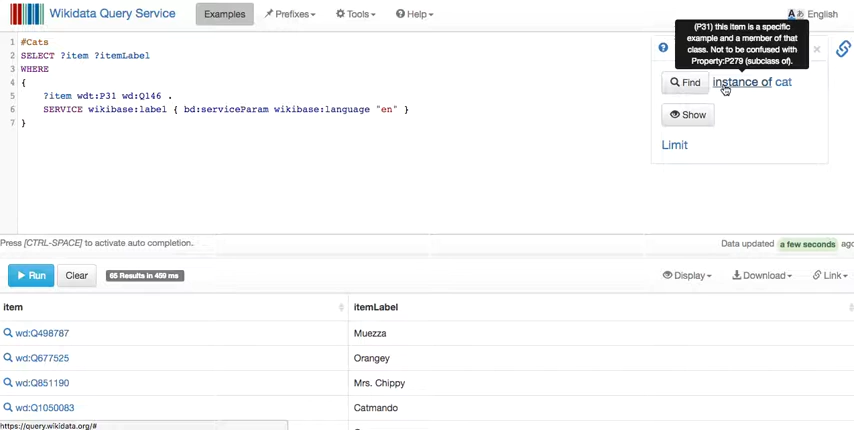 Wikidata Query Service
Examples
Prefixes
Tools
Help
English
(P31) this item is a specific
example and a member of that
class. Not to be confused with
Property:P279 (subclass of).
1 #Cats
2 SELECT ?item ?itemLabel
3 WHERE
4 {
5 ?item wdt:P31 wd:Q146 .
6 SERVICE wikibase:label { bd:serviceParam wikibase:language "en" }
7 }
Find instance of cat
Show
Limit
Press [CTRL-SPACE] to activate auto completion.
Data updated a few seconds ago
Run Clear 65 Results in 459 ms
Display Download Link
item itemLabel
wd:Q498787 Muezza
wd:Q677525 Orangey
wd:Q851190 Mrs. Chippy
wd:Q1050083 Catmando
https://query.wikidata.org/#